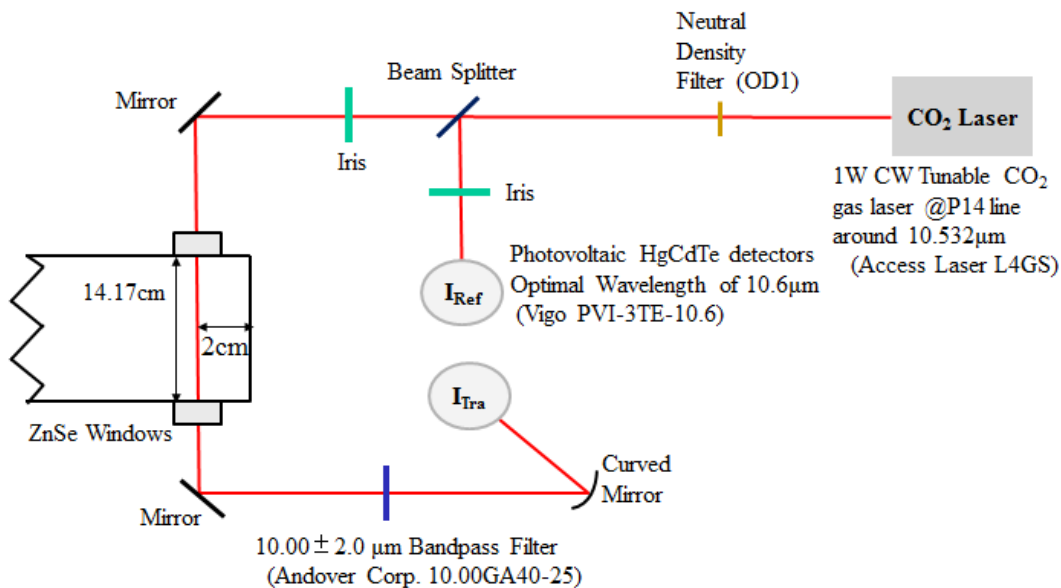 Neutral
Density
Filter (OD1)
Beam Splitter
Mirror
CO₂ Laser
Iris
Iris
1W CW Tunable CO₂
gas laser @P14 line
around 10.532µm
(Access Laser L4GS)
Photovoltaic HgCdTe detectors
Optimal Wavelength of 10.6µm
(Vigo PVI-3TE-10.6)
I_Ref
14.17cm
2cm
I_Tra
ZnSe Windows
Curved
Mirror
Mirror
10.00 ± 2.0 µm Bandpass Filter
(Andover Corp. 10.00GA40-25)